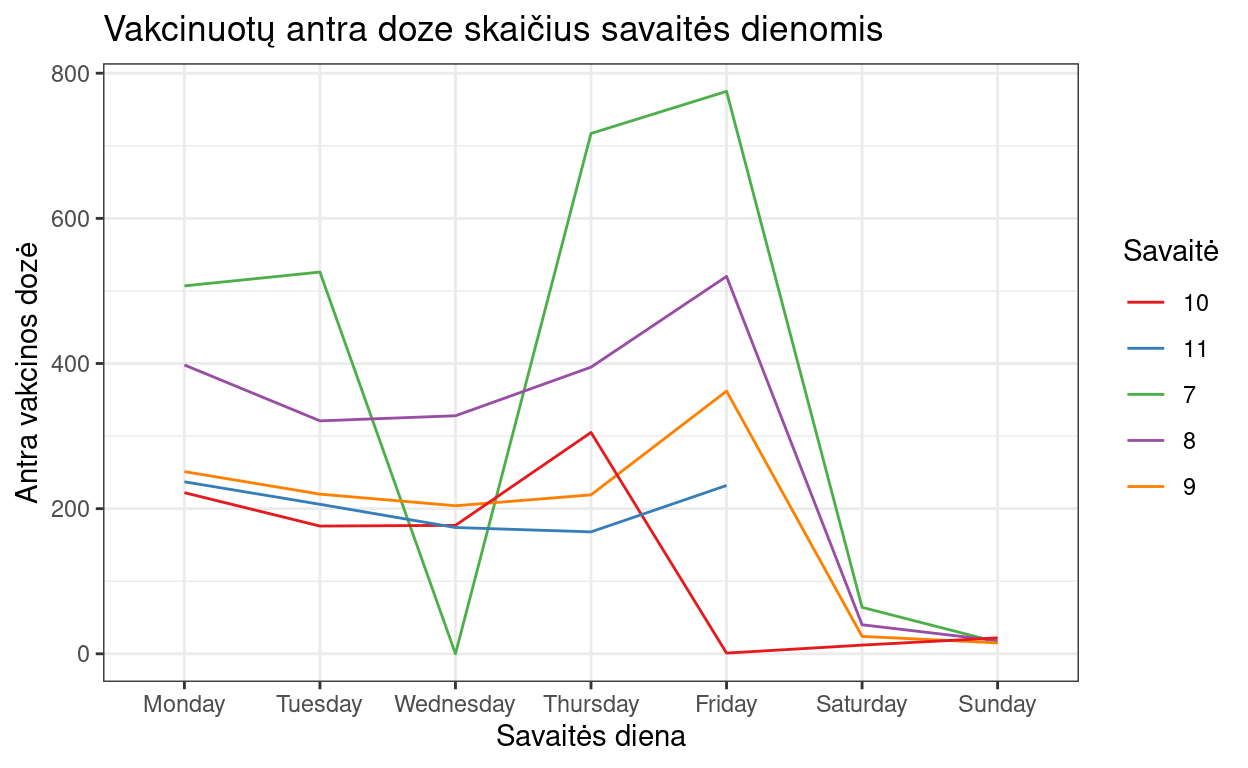 Vakcinuotų antra doze skaičius savaitės dienomis
Antra vakcinos dozė
800
600
400
200
0
Monday Tuesday Wednesday Thursday Friday Saturday Sunday
Savaitės diena
Savaitė
10
11
7
8
9